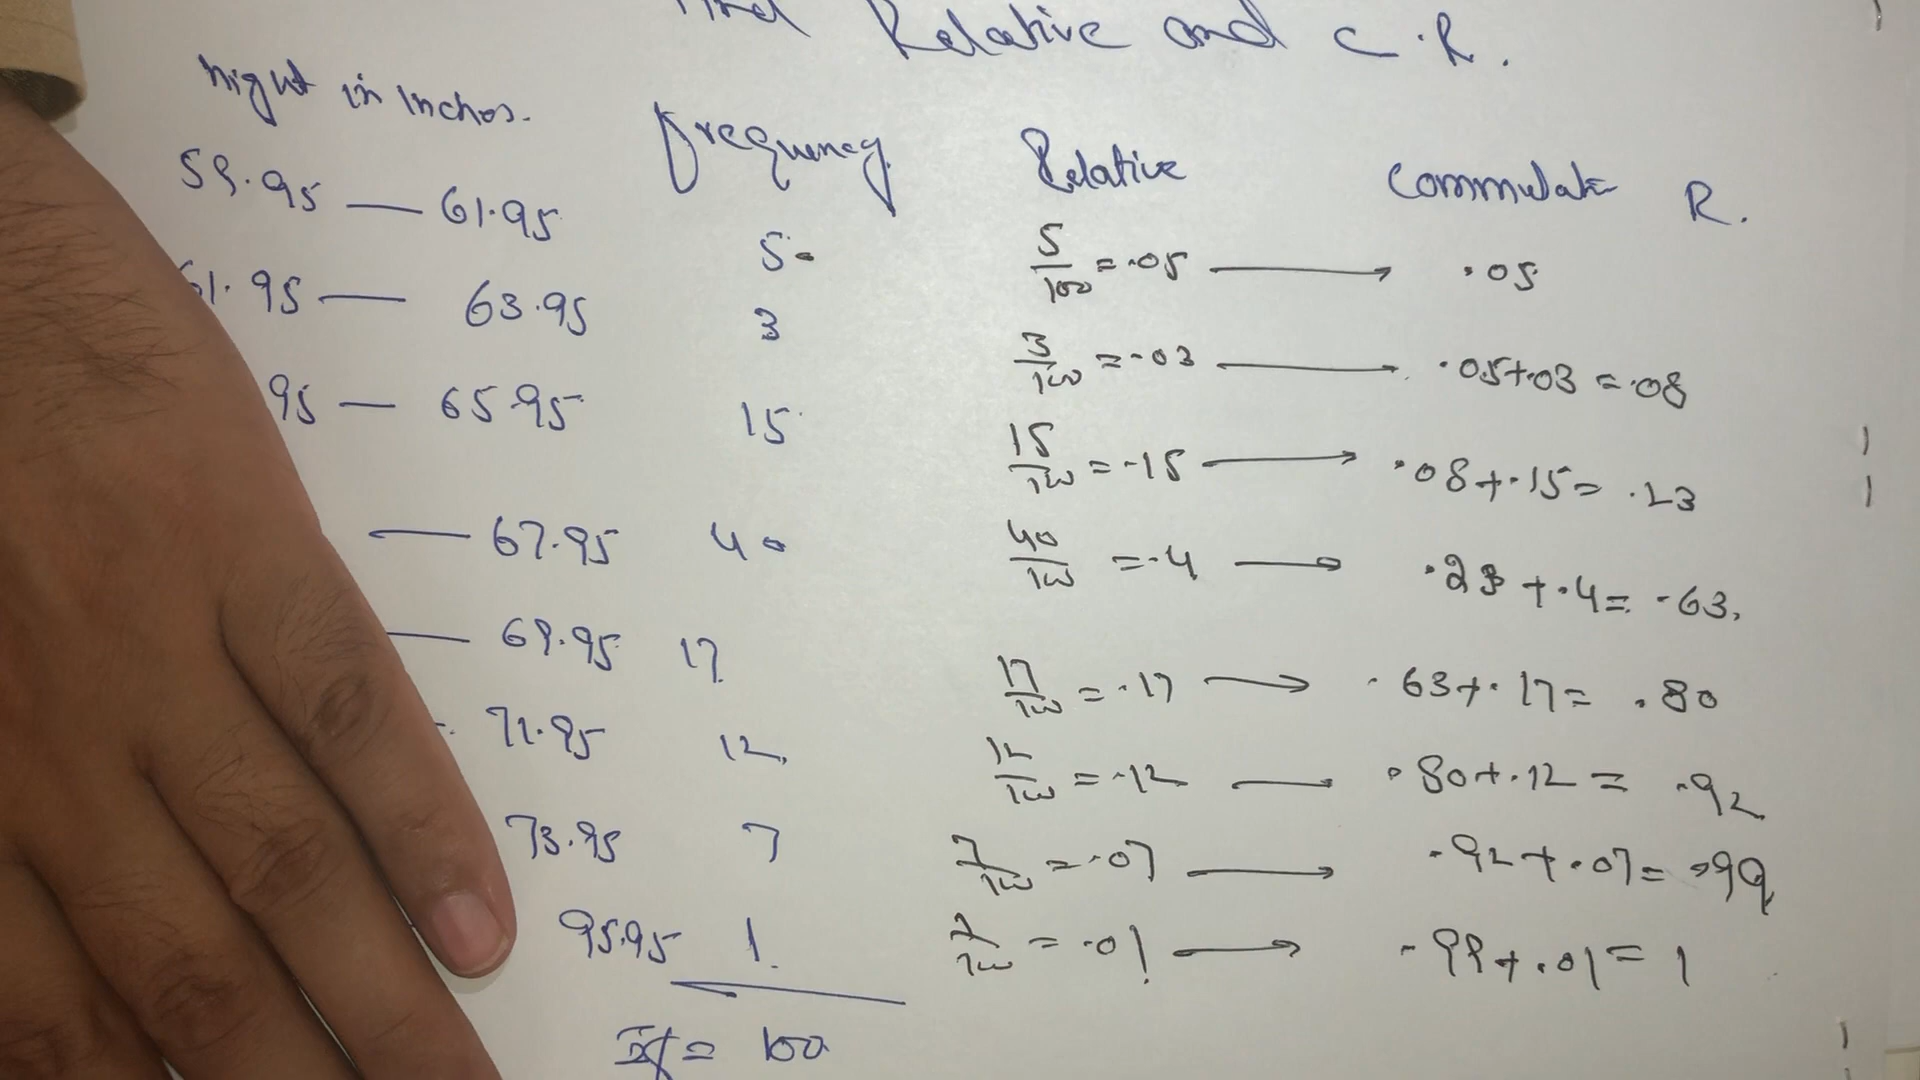 Find Relative and C.R.
hight in Inches. frequency Relative Commulate R.
59.95 — 61.95 5 5/100 = .05 → .05
61.95 — 63.95 3 3/100 = .03 → .05+.03 = .08
95 — 65.95 15 15/100 = .15 → .08+.15 = .23
— 67.95 40 40/100 = .4 → .23+.4 = .63
— 69.95 17 17/100 = .17 → .63+.17 = .80
71.95 12 12/100 = .12 — .80+.12 = .92
73.95 7 7/100 = .07 → .92+.07 = .99
95.95 1 1/100 = .01 → .99+.01 = 1
Σf = 100